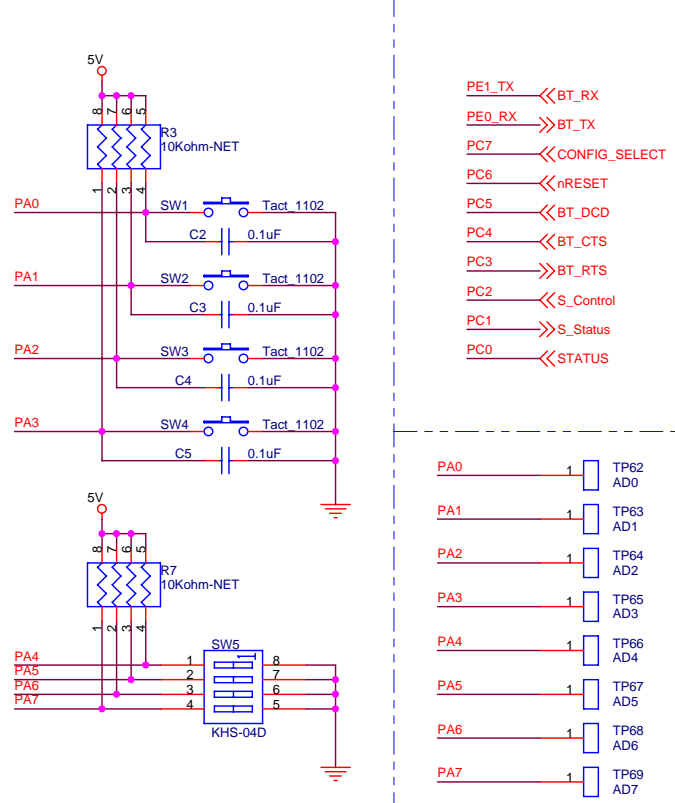 5V
8 7 6 5
R3
10Kohm-NET
1 2 3 4
PA0
SW1
Tact_1102
C2
0.1uF
PA1
SW2
Tact_1102
C3
0.1uF
PA2
SW3
Tact_1102
C4
0.1uF
PA3
SW4
Tact_1102
C5
0.1uF
5V
8 7 6 5
R7
10Kohm-NET
1 2 3 4
SW5
PA4
PA5
PA6
PA7
1 8
2 7
3 6
4 5
1
KHS-04D
PE1_TX
BT_RX
PE0_RX
BT_TX
PC7
CONFIG_SELECT
PC6
nRESET
PC5
BT_DCD
PC4
BT_CTS
PC3
BT_RTS
PC2
S_Control
PC1
S_Status
PC0
STATUS
PA0 1 TP62
AD0
PA1 1 TP63
AD1
PA2 1 TP64
AD2
PA3 1 TP65
AD3
PA4 1 TP66
AD4
PA5 1 TP67
AD5
PA6 1 TP68
AD6
PA7 1 TP69
AD7